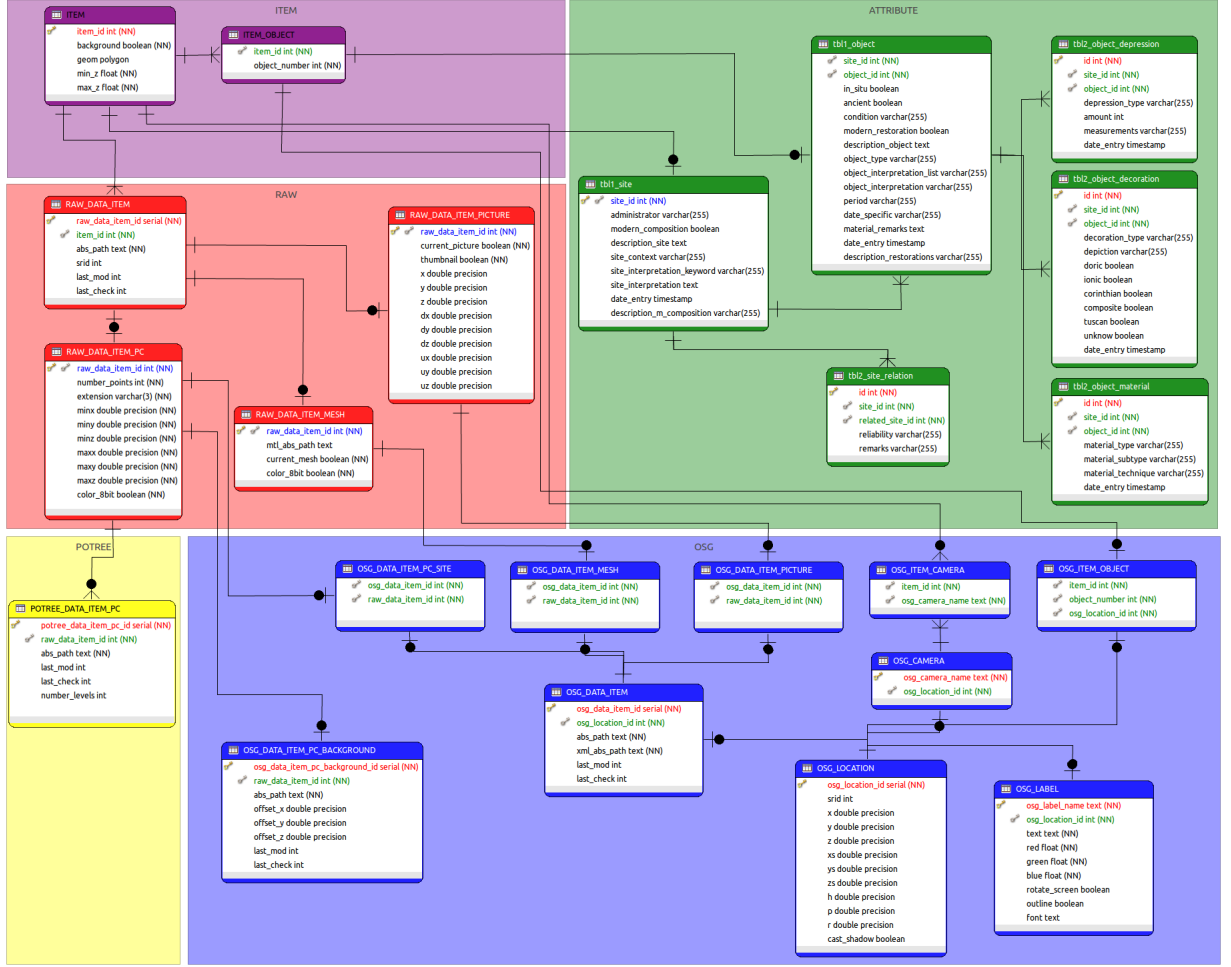 ITEM
ITEM
item_id int (NN)
background boolean (NN)
geom polygon
min_z float (NN)
max_z float (NN)
ITEM_OBJECT
item_id int (NN)
object_number int (NN)
ATTRIBUTE
tbl1_object
site_id int (NN)
object_id int (NN)
in_situ boolean
ancient boolean
condition varchar(255)
modern_restoration boolean
description_object text
object_type varchar(255)
object_interpretation_list varchar(255)
object_interpretation varchar(255)
period varchar(255)
date_specific varchar(255)
material_remarks text
date_entry timestamp
description_restorations varchar(255)
tbl2_object_depression
id int (NN)
site_id int (NN)
object_id int (NN)
depression_type varchar(255)
amount int
measurements varchar(255)
date_entry timestamp
tbl1_site
site_id int (NN)
administrator varchar(255)
modern_composition boolean
description_site text
site_context varchar(255)
site_interpretation_keyword varchar(255)
site_interpretation text
date_entry timestamp
description_m_composition varchar(255)
tbl2_object_decoration
id int (NN)
site_id int (NN)
object_id int (NN)
decoration_type varchar(255)
depiction varchar(255)
doric boolean
ionic boolean
corinthian boolean
composite boolean
tuscan boolean
unknow boolean
date_entry timestamp
tbl2_site_relation
id int (NN)
site_id int (NN)
related_site_id int (NN)
reliability varchar(255)
remarks varchar(255)
tbl2_object_material
id int (NN)
site_id int (NN)
object_id int (NN)
material_type varchar(255)
material_subtype varchar(255)
material_technique varchar(255)
date_entry timestamp
RAW
RAW_DATA_ITEM
raw_data_item_id serial (NN)
item_id int (NN)
abs_path text (NN)
srid int
last_mod int
last_check int
RAW_DATA_ITEM_PICTURE
raw_data_item_id int (NN)
current_picture boolean (NN)
thumbnail boolean (NN)
x double precision
y double precision
z double precision
dx double precision
dy double precision
dz double precision
ux double precision
uy double precision
uz double precision
RAW_DATA_ITEM_PC
raw_data_item_id int (NN)
number_points int (NN)
extension varchar(3) (NN)
minx double precision (NN)
miny double precision (NN)
minz double precision (NN)
maxx double precision (NN)
maxy double precision (NN)
maxz double precision (NN)
color_8bit boolean (NN)
RAW_DATA_ITEM_MESH
raw_data_item_id int (NN)
mtl_abs_path text
current_mesh boolean (NN)
color_8bit boolean (NN)
POTREE
POTREE_DATA_ITEM_PC
potree_data_item_pc_id serial (NN)
raw_data_item_id int (NN)
abs_path text (NN)
last_mod int
last_check int
number_levels int
OSG
OSG_DATA_ITEM_PC_SITE
osg_data_item_id int (NN)
raw_data_item_id int (NN)
OSG_DATA_ITEM_MESH
osg_data_item_id int (NN)
raw_data_item_id int (NN)
OSG_DATA_ITEM_PICTURE
osg_data_item_id int (NN)
raw_data_item_id int (NN)
OSG_ITEM_CAMERA
item_id int (NN)
osg_camera_name text (NN)
OSG_ITEM_OBJECT
item_id int (NN)
object_number int (NN)
osg_location_id int (NN)
OSG_CAMERA
osg_camera_name text (NN)
osg_location_id int (NN)
OSG_DATA_ITEM
osg_data_item_id serial (NN)
osg_location_id int (NN)
abs_path text (NN)
xml_abs_path text (NN)
last_mod int
last_check int
OSG_DATA_ITEM_PC_BACKGROUND
osg_data_item_pc_background_id serial (NN)
raw_data_item_id int (NN)
abs_path text (NN)
offset_x double precision
offset_y double precision
offset_z double precision
last_mod int
last_check int
OSG_LOCATION
osg_location_id serial (NN)
srid int
x double precision
y double precision
z double precision
xs double precision
ys double precision
zs double precision
h double precision
p double precision
r double precision
cast_shadow boolean
OSG_LABEL
osg_label_name text (NN)
osg_location_id int (NN)
text text (NN)
red float (NN)
green float (NN)
blue float (NN)
rotate_screen boolean
outline boolean
font text